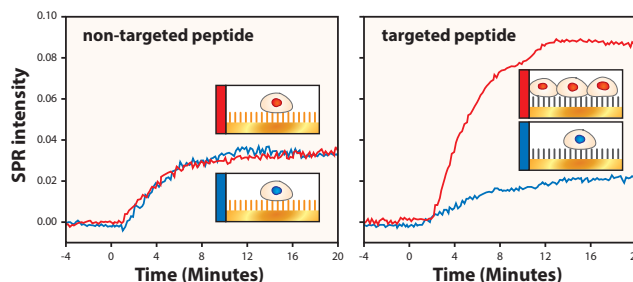 non-targeted peptide
targeted peptide
SPR intensity
0.10
0.08
0.06
0.04
0.02
0.00
-4 0 4 8 12 16 20
-4 0 4 8 12 16 20
Time (Minutes)
Time (Minutes)